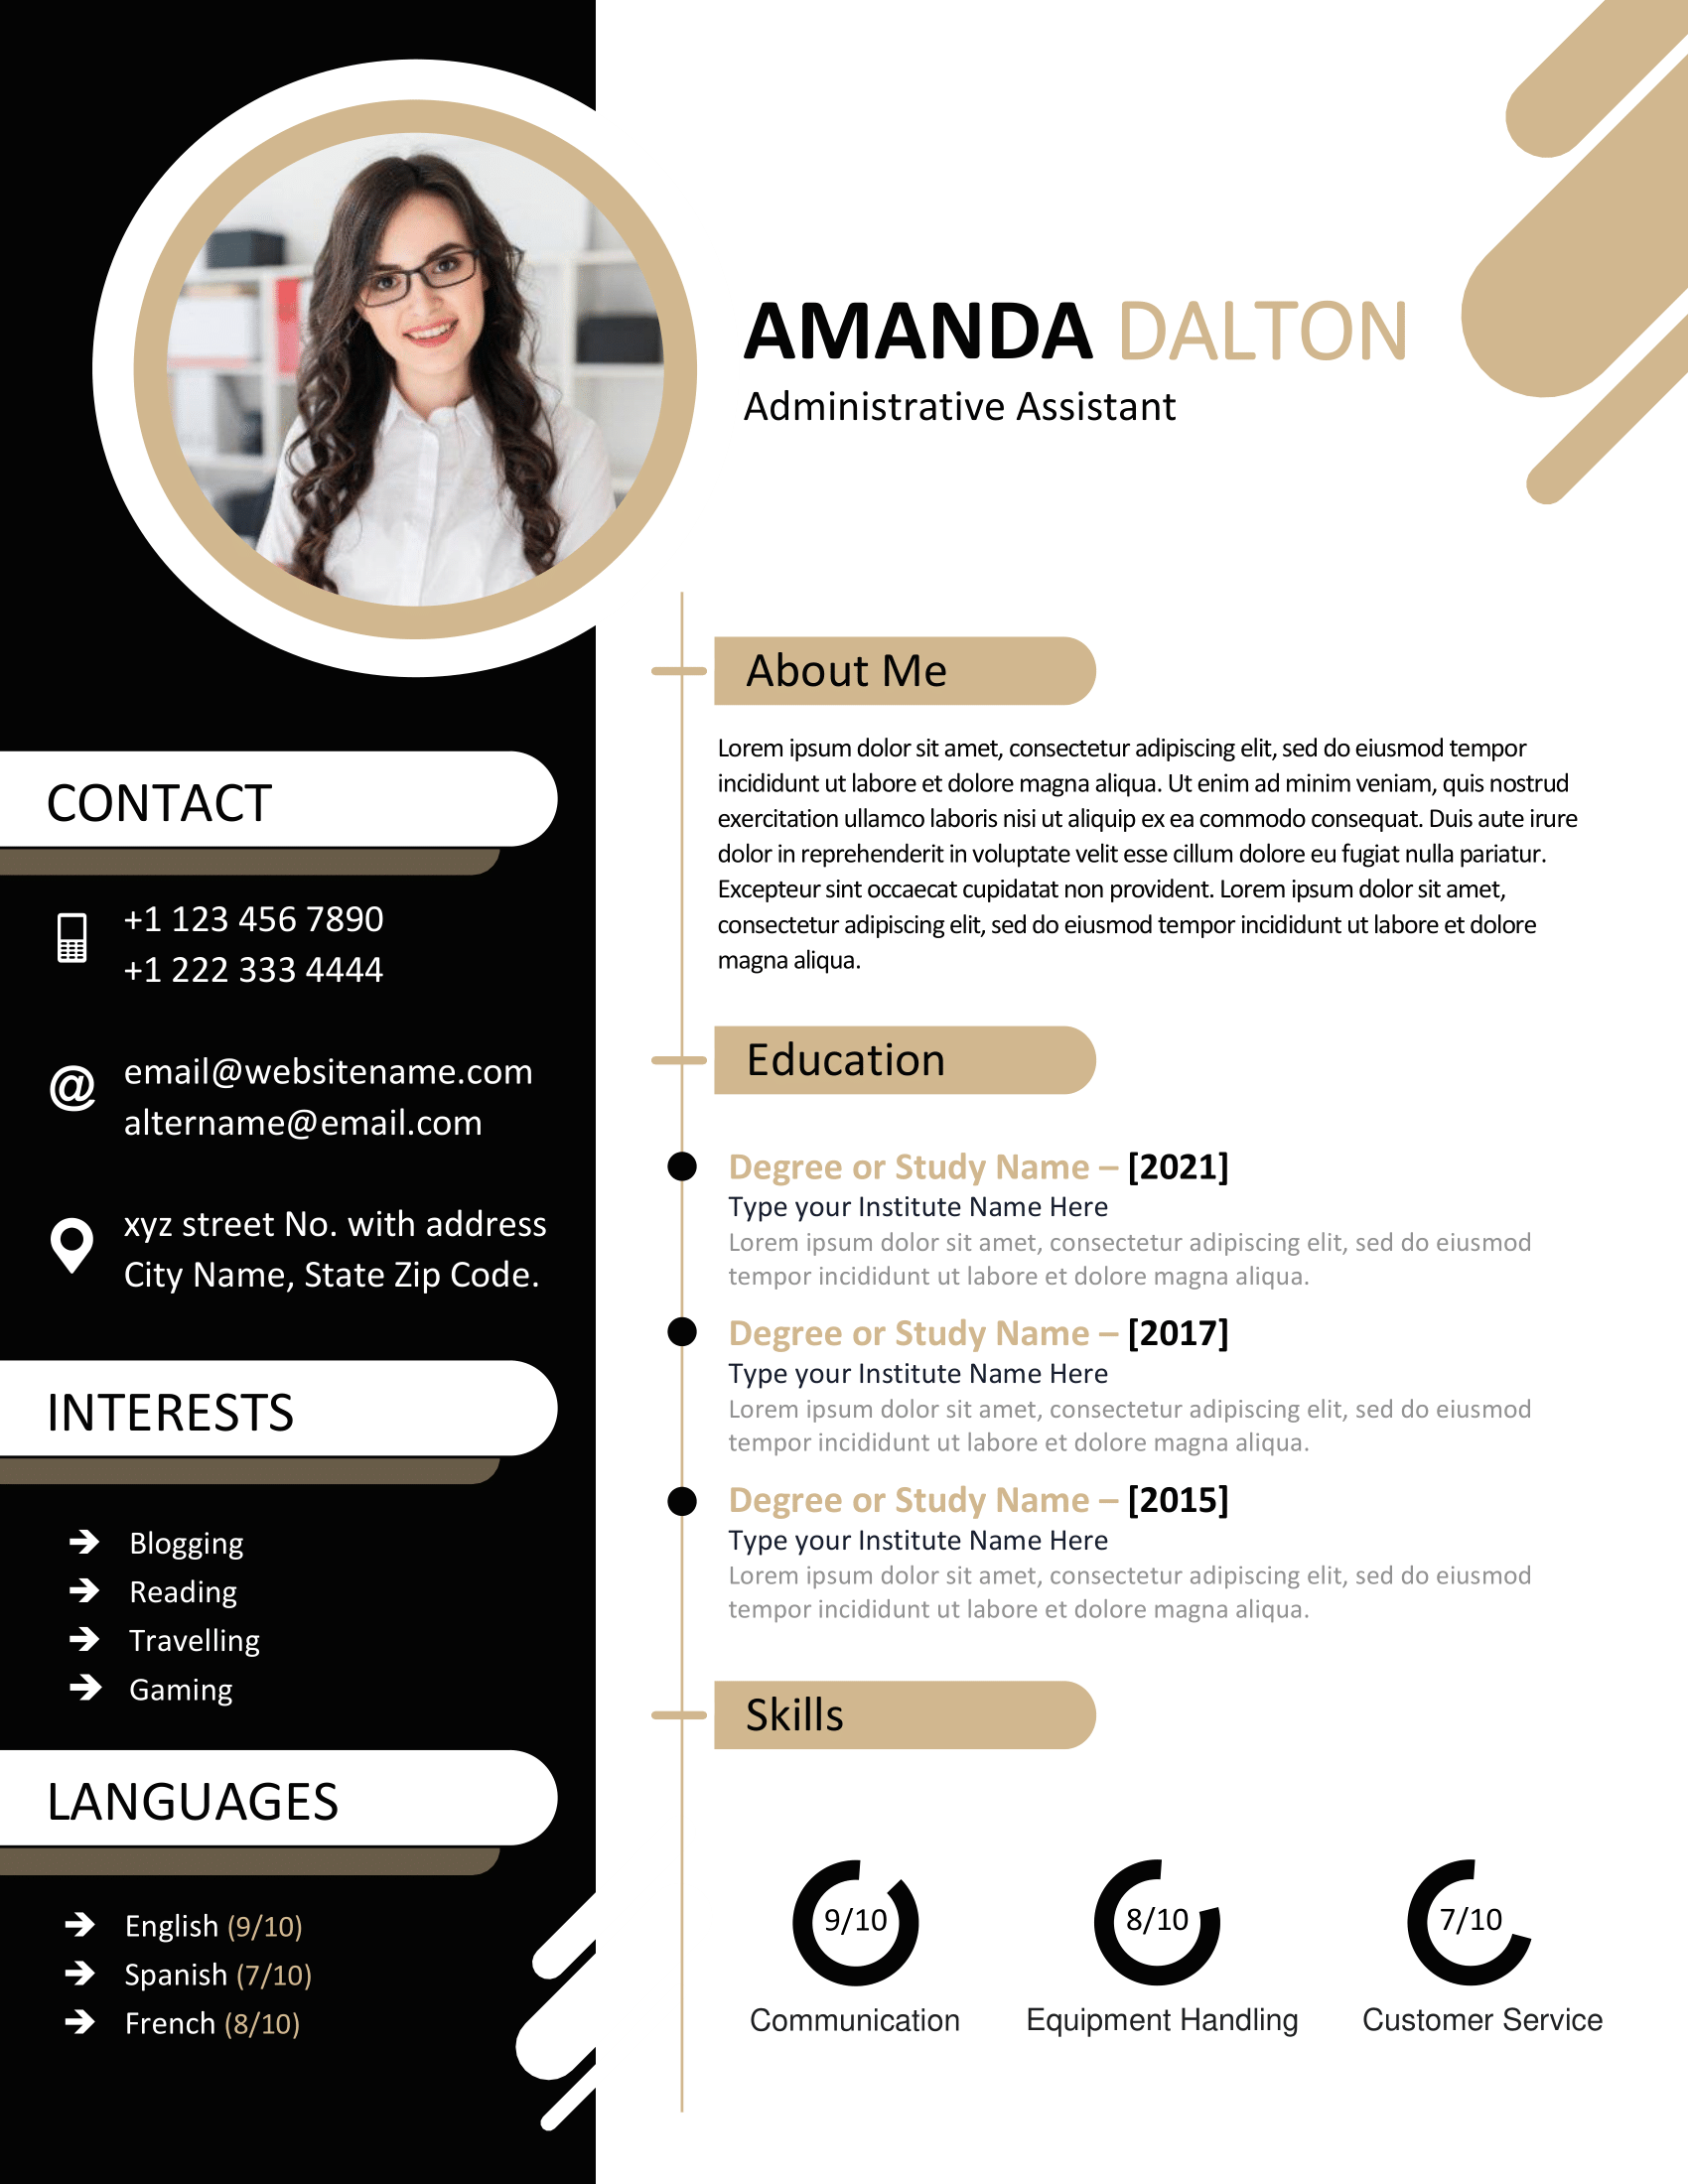 AMANDA DALTON
Administrative Assistant
CONTACT
+1 123 456 7890
+1 222 333 4444
@
email@websitename.com
altername@email.com
xyz street No. with address
City Name, State Zip Code.
INTERESTS
Blogging
Reading
Travelling
Gaming
LANGUAGES
English (9/10)
Spanish (7/10)
French (8/10)
About Me
Lorem ipsum dolor sit amet, consectetur adipiscing elit, sed do eiusmod tempor
incididunt ut labore et dolore magna aliqua. Ut enim ad minim veniam, quis nostrud
exercitation ullamco laboris nisi ut aliquip ex ea commodo consequat. Duis aute irure
dolor in reprehenderit in voluptate velit esse cillum dolore eu fugiat nulla pariatur.
Excepteur sint occaecat cupidatat non provident. Lorem ipsum dolor sit amet,
consectetur adipiscing elit, sed do eiusmod tempor incididunt ut labore et dolore
magna aliqua.
Education
Degree or Study Name – [2021]
Type your Institute Name Here
Lorem ipsum dolor sit amet, consectetur adipiscing elit, sed do eiusmod
tempor incididunt ut labore et dolore magna aliqua.
Degree or Study Name – [2017]
Type your Institute Name Here
Lorem ipsum dolor sit amet, consectetur adipiscing elit, sed do eiusmod
tempor incididunt ut labore et dolore magna aliqua.
Degree or Study Name – [2015]
Type your Institute Name Here
Lorem ipsum dolor sit amet, consectetur adipiscing elit, sed do eiusmod
tempor incididunt ut labore et dolore magna aliqua.
Skills
9/10
Communication
8/10
Equipment Handling
7/10
Customer Service